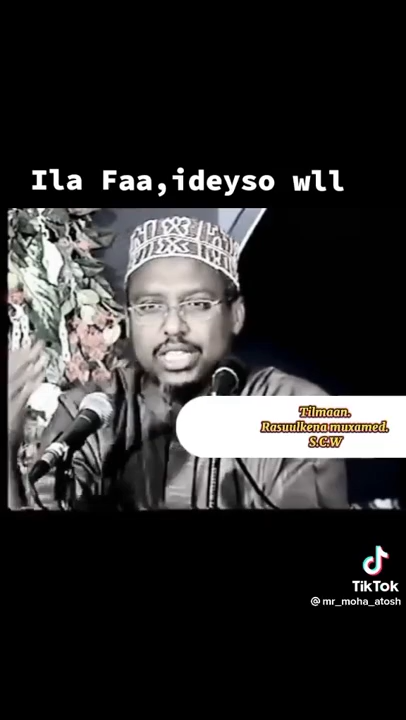 Ila Faa,ideyso wll
Tilmaan.
Rasuulkena muxamed.
S.C.W
TikTok
@mr_moha_atosh